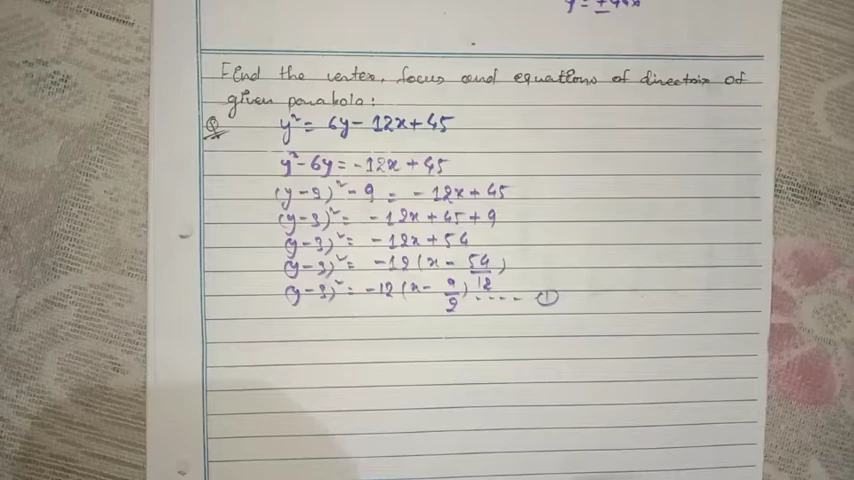 Find the vertex, focus and equations of directrix of
given parabola:
Q y² = 6y - 12x + 45
y² - 6y = -12x + 45
(y-3)² - 9 = -12x + 45
(y-3)² = -12x + 45 + 9
(y-3)² = -12x + 54
(y-3)² = -12(x - 54/12)
(y-3)² = -12(x - 9/2) ..... ①